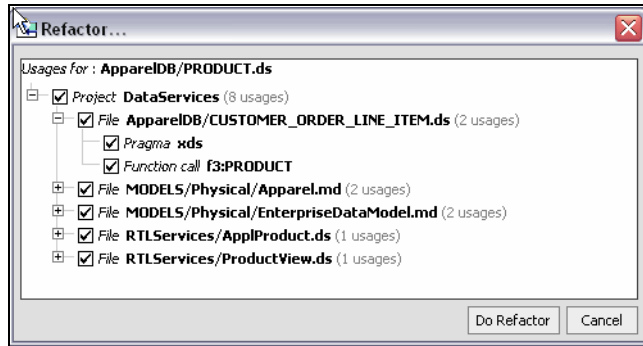 Refactor...
Usages for : ApparelDB/PRODUCT.ds
Project DataServices (8 usages)
File ApparelDB/CUSTOMER_ORDER_LINE_ITEM.ds (2 usages)
Pragma xds
Function call f3:PRODUCT
File MODELS/Physical/Apparel.md (2 usages)
File MODELS/Physical/EnterpriseDataModel.md (2 usages)
File RTLServices/ApplProduct.ds (1 usages)
File RTLServices/ProductView.ds (1 usages)
Do Refactor Cancel